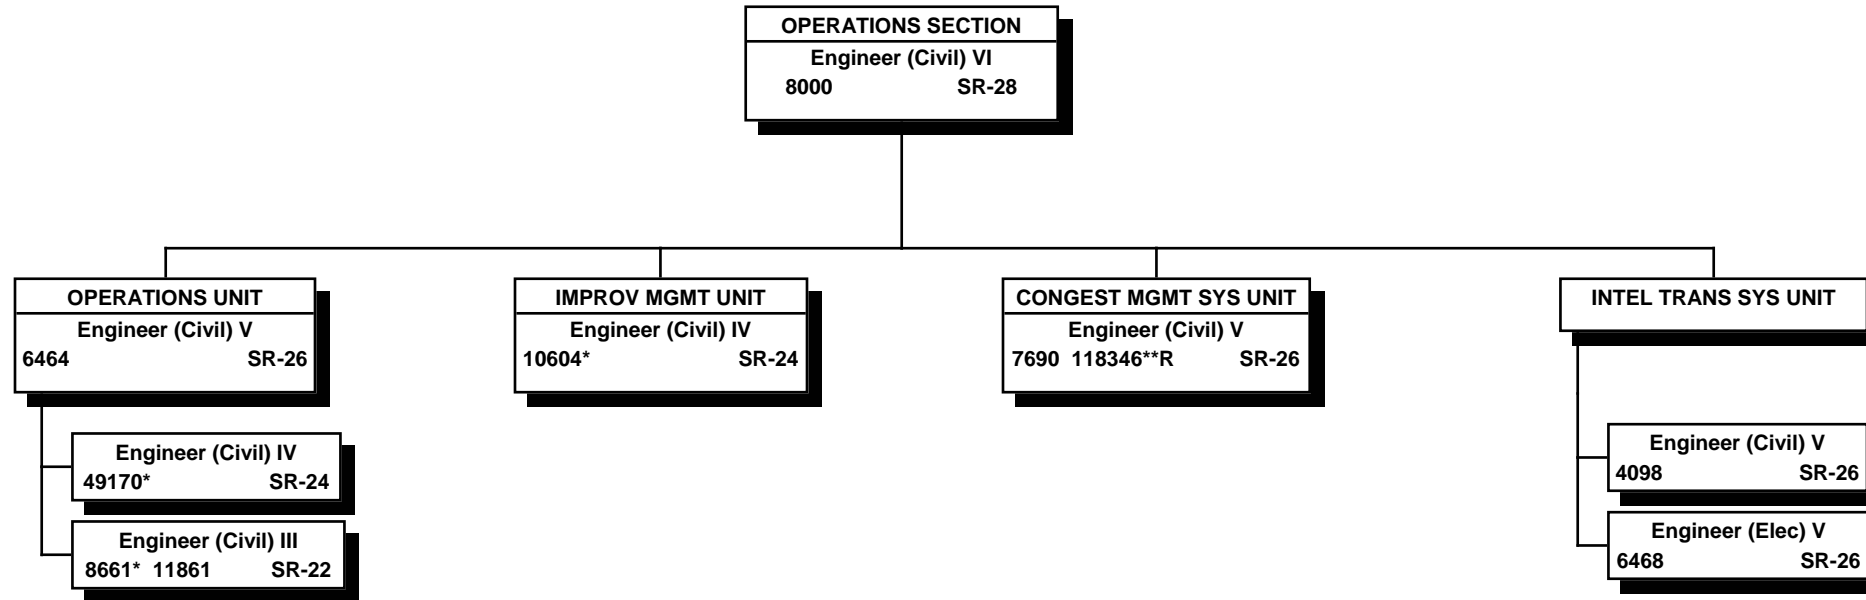 OPERATIONS SECTION
Engineer (Civil) VI
8000 SR-28
OPERATIONS UNIT
Engineer (Civil) V
6464 SR-26
Engineer (Civil) IV
49170* SR-24
Engineer (Civil) III
8661* 11861 SR-22
IMPROV MGMT UNIT
Engineer (Civil) IV
10604* SR-24
CONGEST MGMT SYS UNIT
Engineer (Civil) V
7690 118346**R SR-26
INTEL TRANS SYS UNIT
Engineer (Civil) V
4098 SR-26
Engineer (Elec) V
6468 SR-26